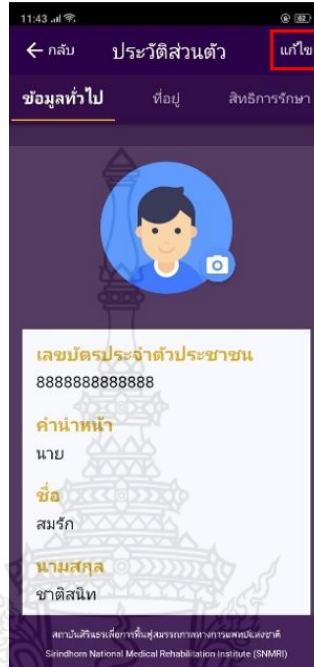 11:43
62
← กลับ ประวัติส่วนตัว แก้ไข
ข้อมูลทั่วไป ที่อยู่ สิทธิการรักษา
เลขบัตรประจำตัวประชาชน
8888888888888
คำนำหน้า
นาย
ชื่อ
สมรัก
นามสกุล
ชาติสนิท
สถาบันสิรินธรเพื่อการฟื้นฟูสมรรถภาพทางการแพทย์แห่งชาติ
Sirindhorn National Medical Rehabilitation Institute (SNMRI)